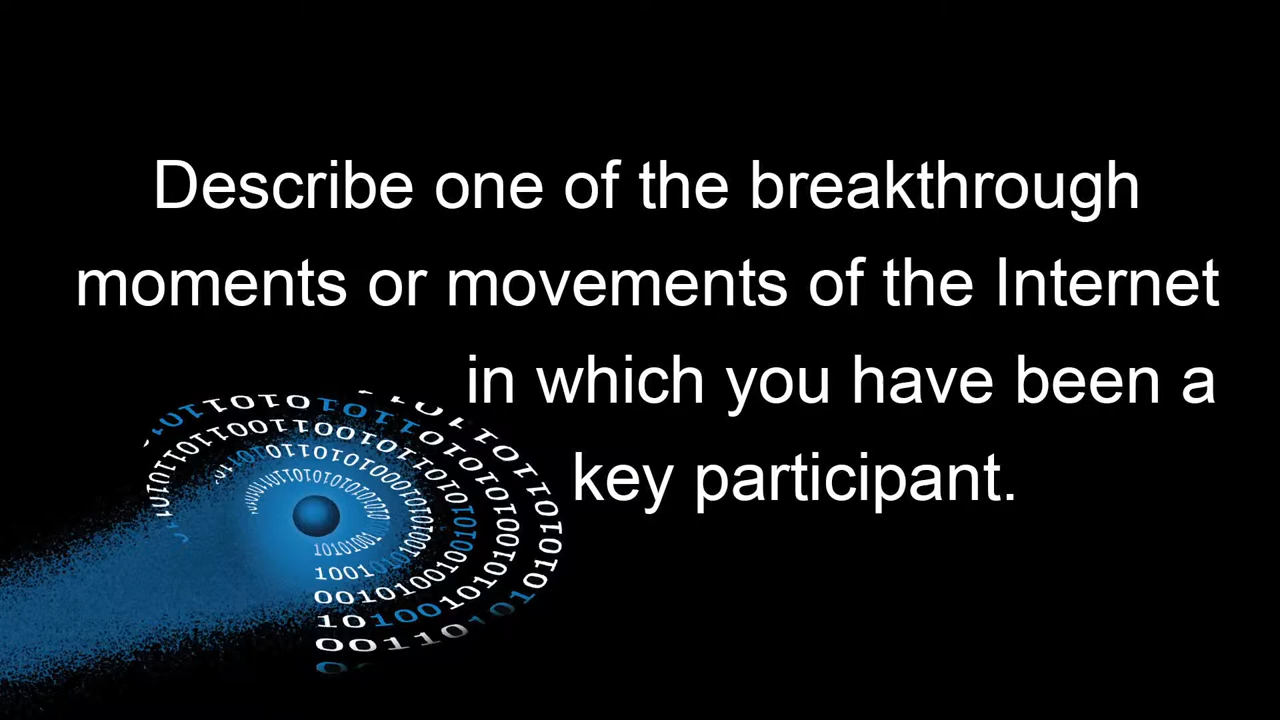 Describe one of the breakthrough
moments or movements of the Internet
in which you have been a
key participant.